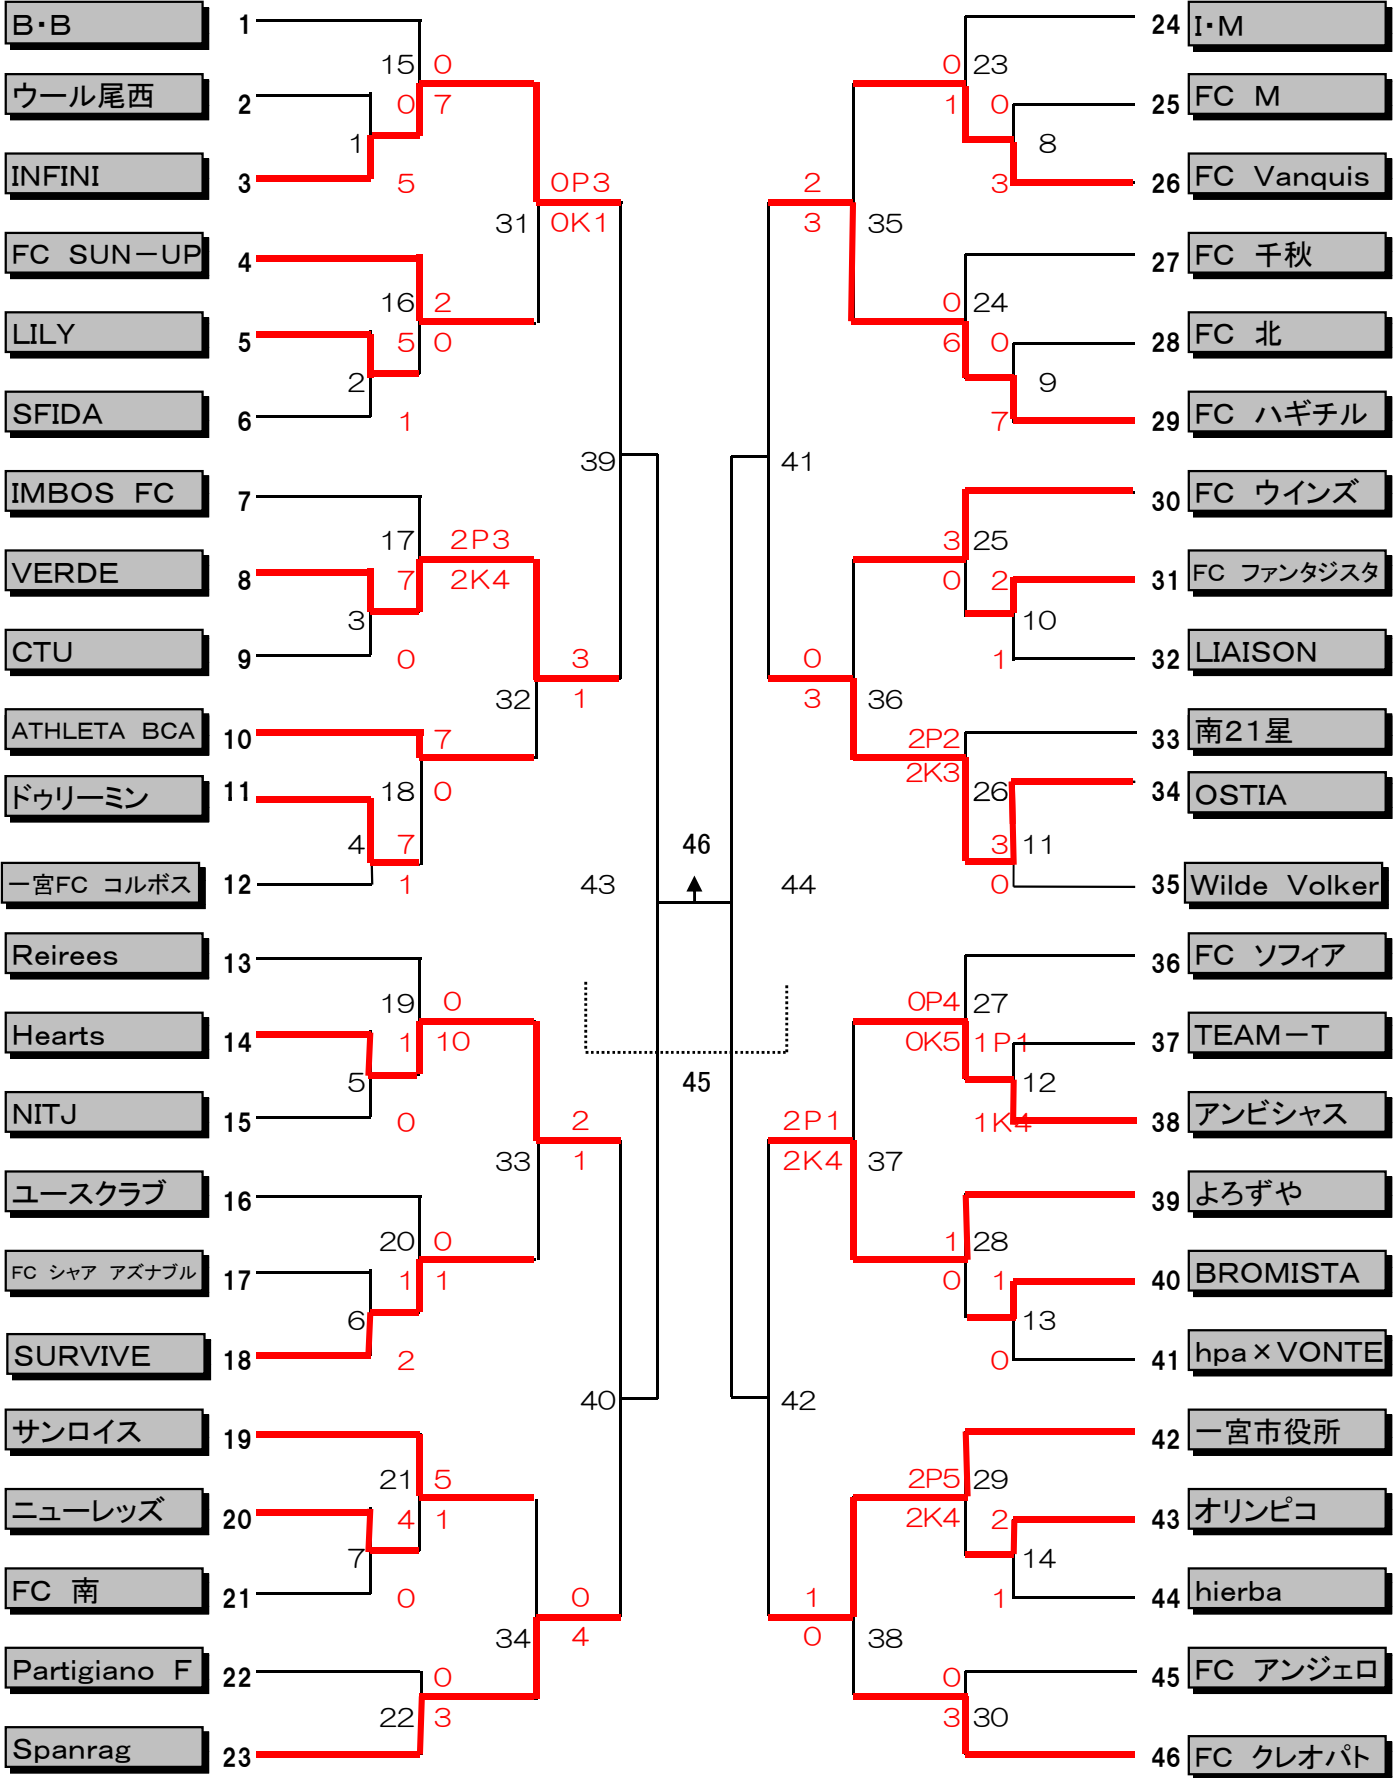 B・B 1
15 0
ウール尾西 2
0 7
1
INFINI 3
5
0P3
31 0K1
FC SUN－UP 4
16 2
LILY 5
5 0
2
SFIDA 6
1
39
IMBOS FC 7
17 2P3
VERDE 8
7 2K4
3
CTU 9
0
3
32 1
ATHLETA BCA 10
7
ドゥリーミン 11
18 0
4 7
一宮FC コルボス 12
1
43
Reirees 13
19 0
Hearts 14
1 10
5
NITJ 15
0
2
33 1
ユースクラブ 16
20 0
FC シャア アズナブル 17
1 1
6
SURVIVE 18
2
40
サンロイス 19
21 5
ニューレッズ 20
4 1
7
FC 南 21
0
0
34 4
Partigiano F 22
0
22 3
Spanrag 23
46
45
24 I・M
0 23
25 FC M
1 0
8
26 FC Vanquis
3
2
3 35
27 FC 千秋
0 24
28 FC 北
6 0
9
29 FC ハギチル
7
41
30 FC ウインズ
3 25
31 FC ファンタジスタ
0 2
10
32 LIAISON
1
0
3 36
33 南21星
2P2
2K3
26
34 OSTIA
3 11
35 Wilde Volker
0
44
36 FC ソフィア
0P4 27
37 TEAM－T
0K5 1P1
12
38 アンビシャス
1K4
2P1
2K4 37
39 よろずや
1 28
40 BROMISTA
0 1
13
41 hpa×VONTE
0
42
42 一宮市役所
2P5 29
43 オリンピコ
2K4 2
14
44 hierba
1
1
0 38
45 FC アンジェロ
0
3 30
46 FC クレオパト